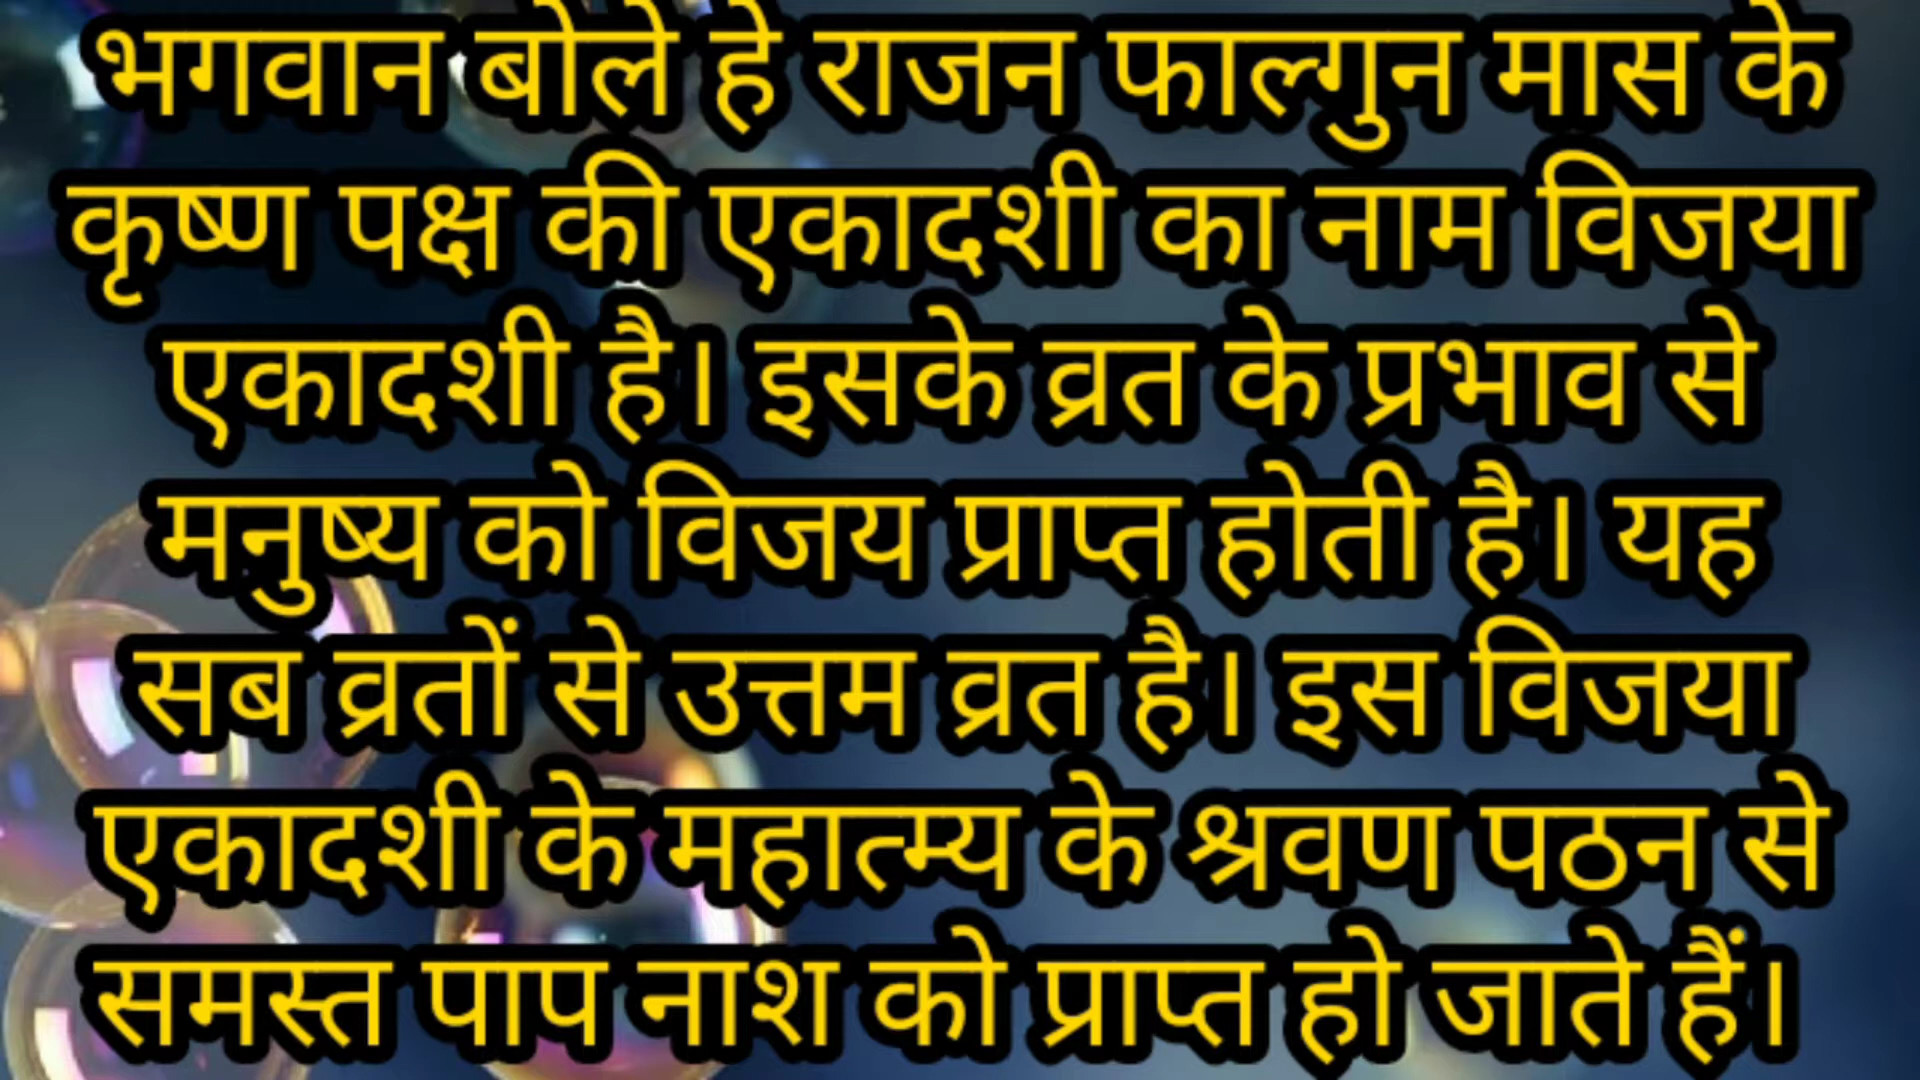 भगवान बोले हे राजन फाल्गुन मास के
कृष्ण पक्ष की एकादशी का नाम विजया
एकादशी है। इसके व्रत के प्रभाव से
मनुष्य को विजय प्राप्त होती है। यह
सब व्रतों से उत्तम व्रत है। इस विजया
एकादशी के महात्म्य के श्रवण पठन से
समस्त पाप नाश को प्राप्त हो जाते हैं।